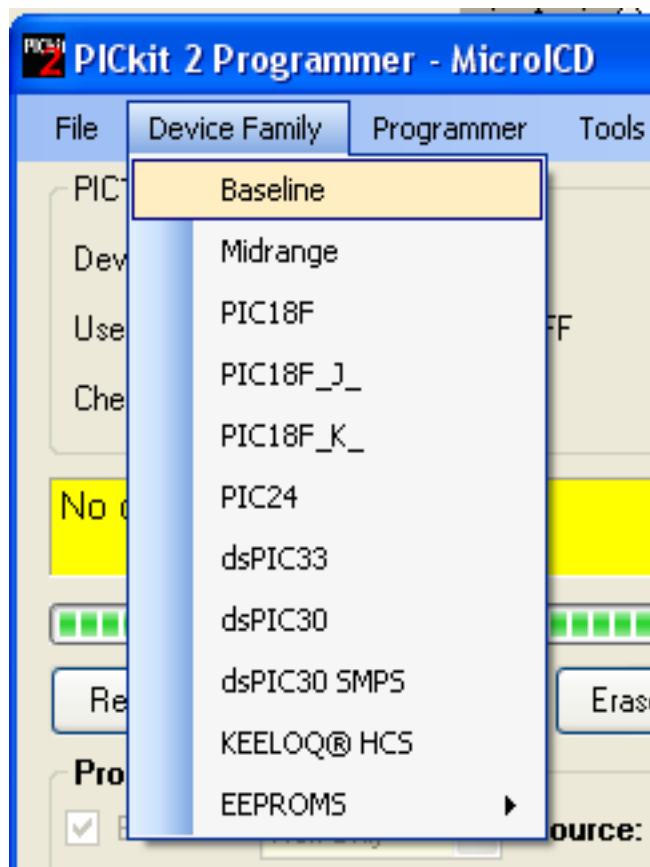 PICkit 2 Programmer - MicroICD
File Device Family Programmer Tools
Baseline
Midrange
PIC18F
PIC18F_J_
PIC18F_K_
PIC24
dsPIC33
dsPIC30
dsPIC30 SMPS
KEELOQ® HCS
EEPROMS